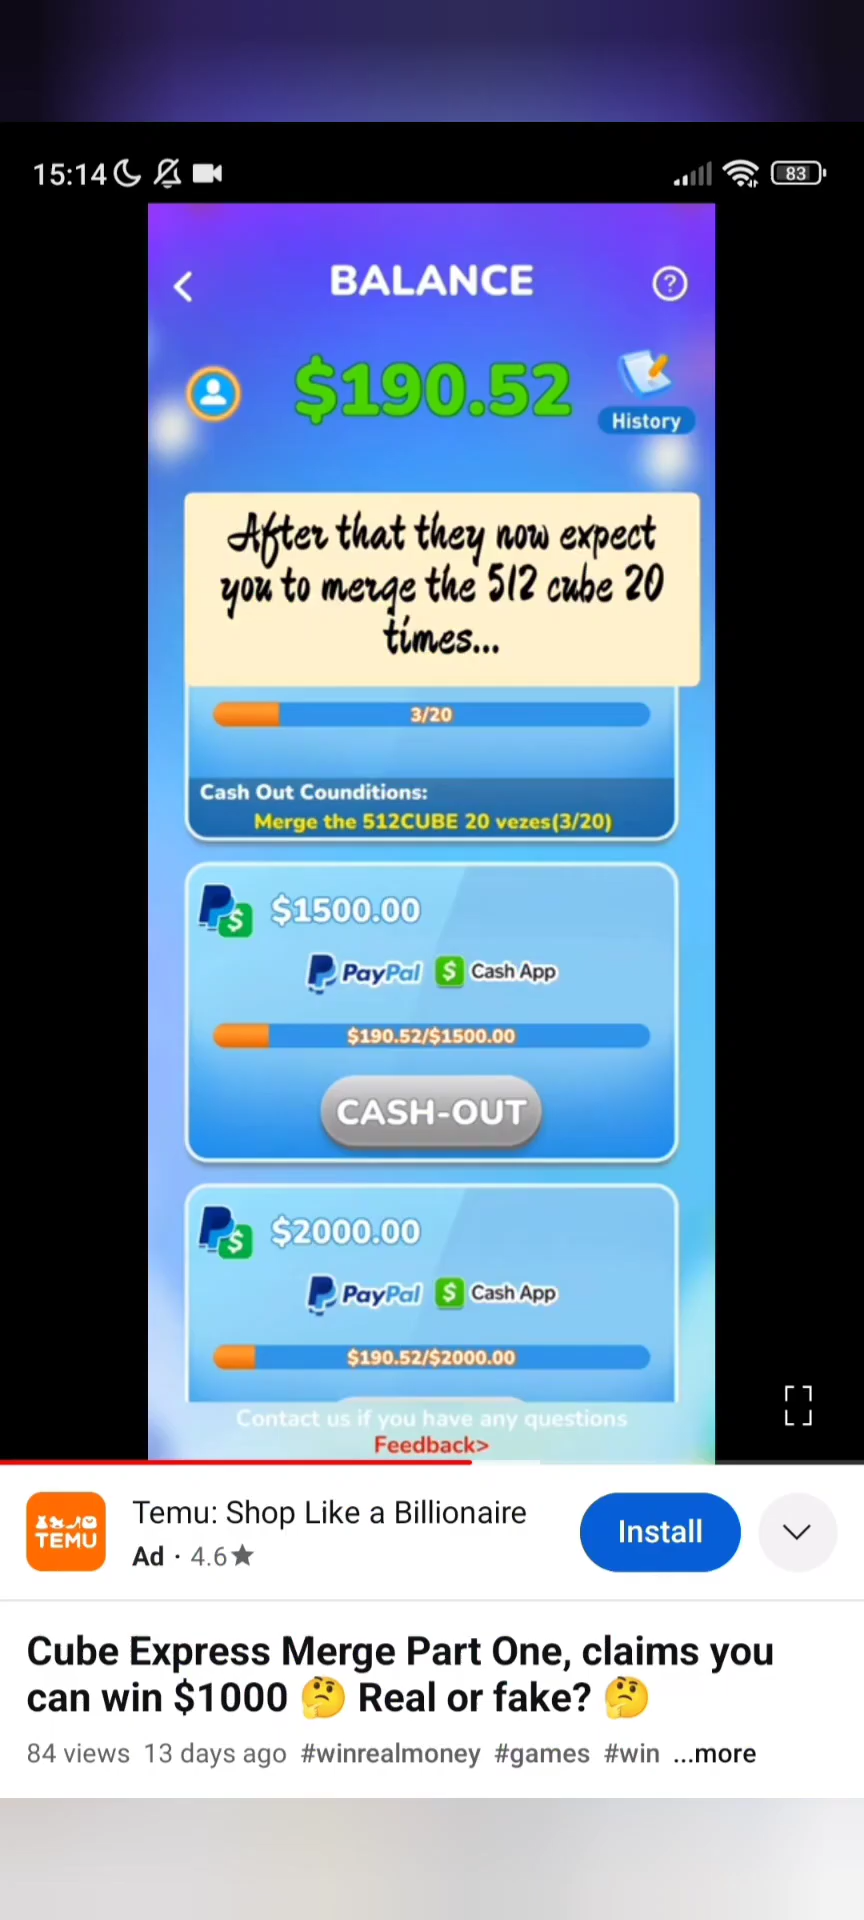 15:14
83
BALANCE
?
$190.52
History
After that they now expect
you to merge the 512 cube 20
times...
3/20
Cash Out Counditions:
Merge the 512CUBE 20 vezes(3/20)
$1500.00
PayPal $ Cash App
$190.52/$1500.00
CASH-OUT
$2000.00
PayPal $ Cash App
$190.52/$2000.00
Contact us if you have any questions
Feedback>
TEMU
Temu: Shop Like a Billionaire
Ad · 4.6★
Install
Cube Express Merge Part One, claims you
can win $1000 🤔 Real or fake? 🤔
84 views 13 days ago #winrealmoney #games #win ...more